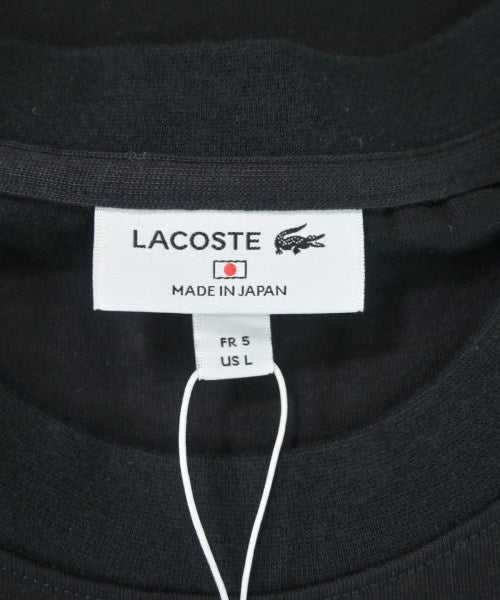 LACOSTE
MADE IN JAPAN
FR 5
US L